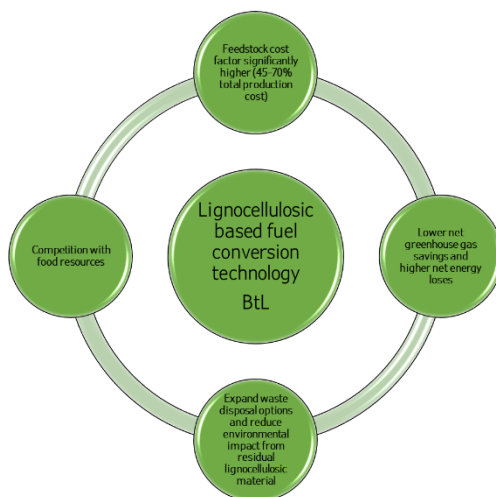 Feedstock cost
factor significantly
higher (45-70%
total production
cost)
Lignocellulosic
based fuel
conversion
technology
BtL
Competition with
food resources
Lower net
greenhouse gas
savings and
higher net energy
loses
Expand waste
disposal options
and reduce
environmental
impact from
residual
lignocellulosic
material